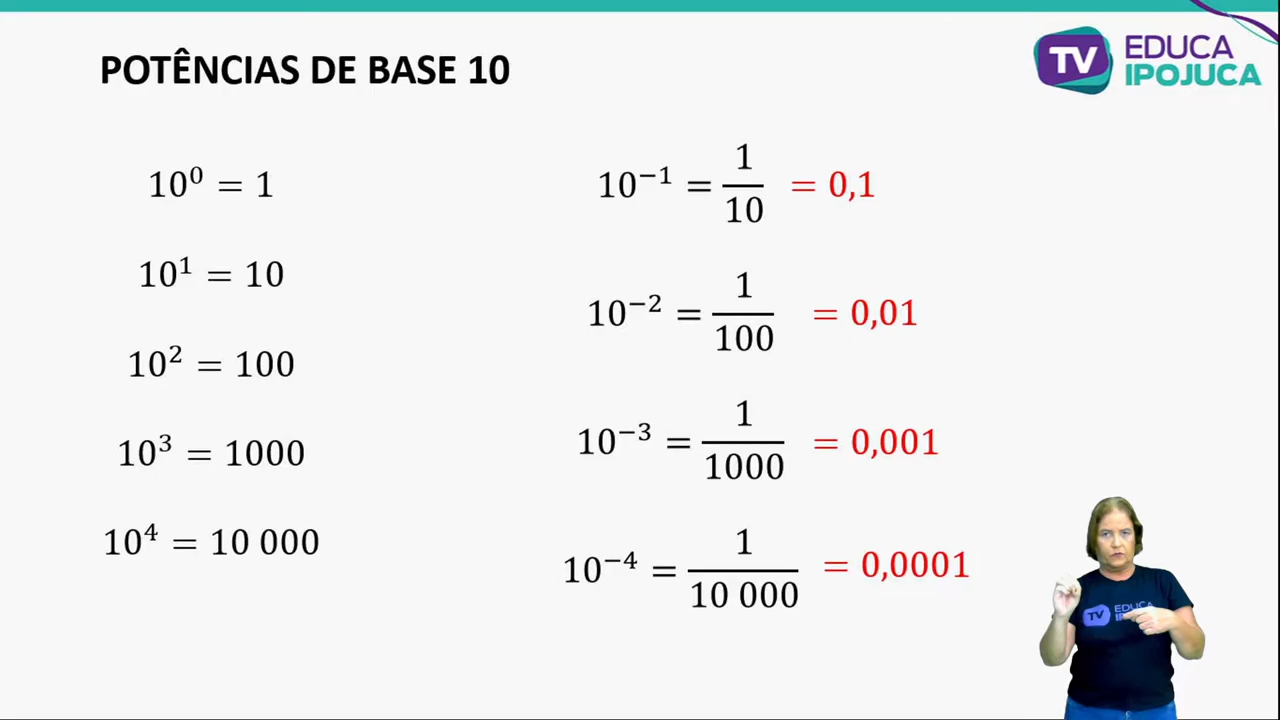 POTÊNCIAS DE BASE 10
TV EDUCA
IPOJUCA
10⁰ = 1
10¹ = 10
10² = 100
10³ = 1000
10⁴ = 10 000
10⁻¹ = 1/10 = 0,1
10⁻² = 1/100 = 0,01
10⁻³ = 1/1000 = 0,001
10⁻⁴ = 1/10 000 = 0,0001
TV EDUCA